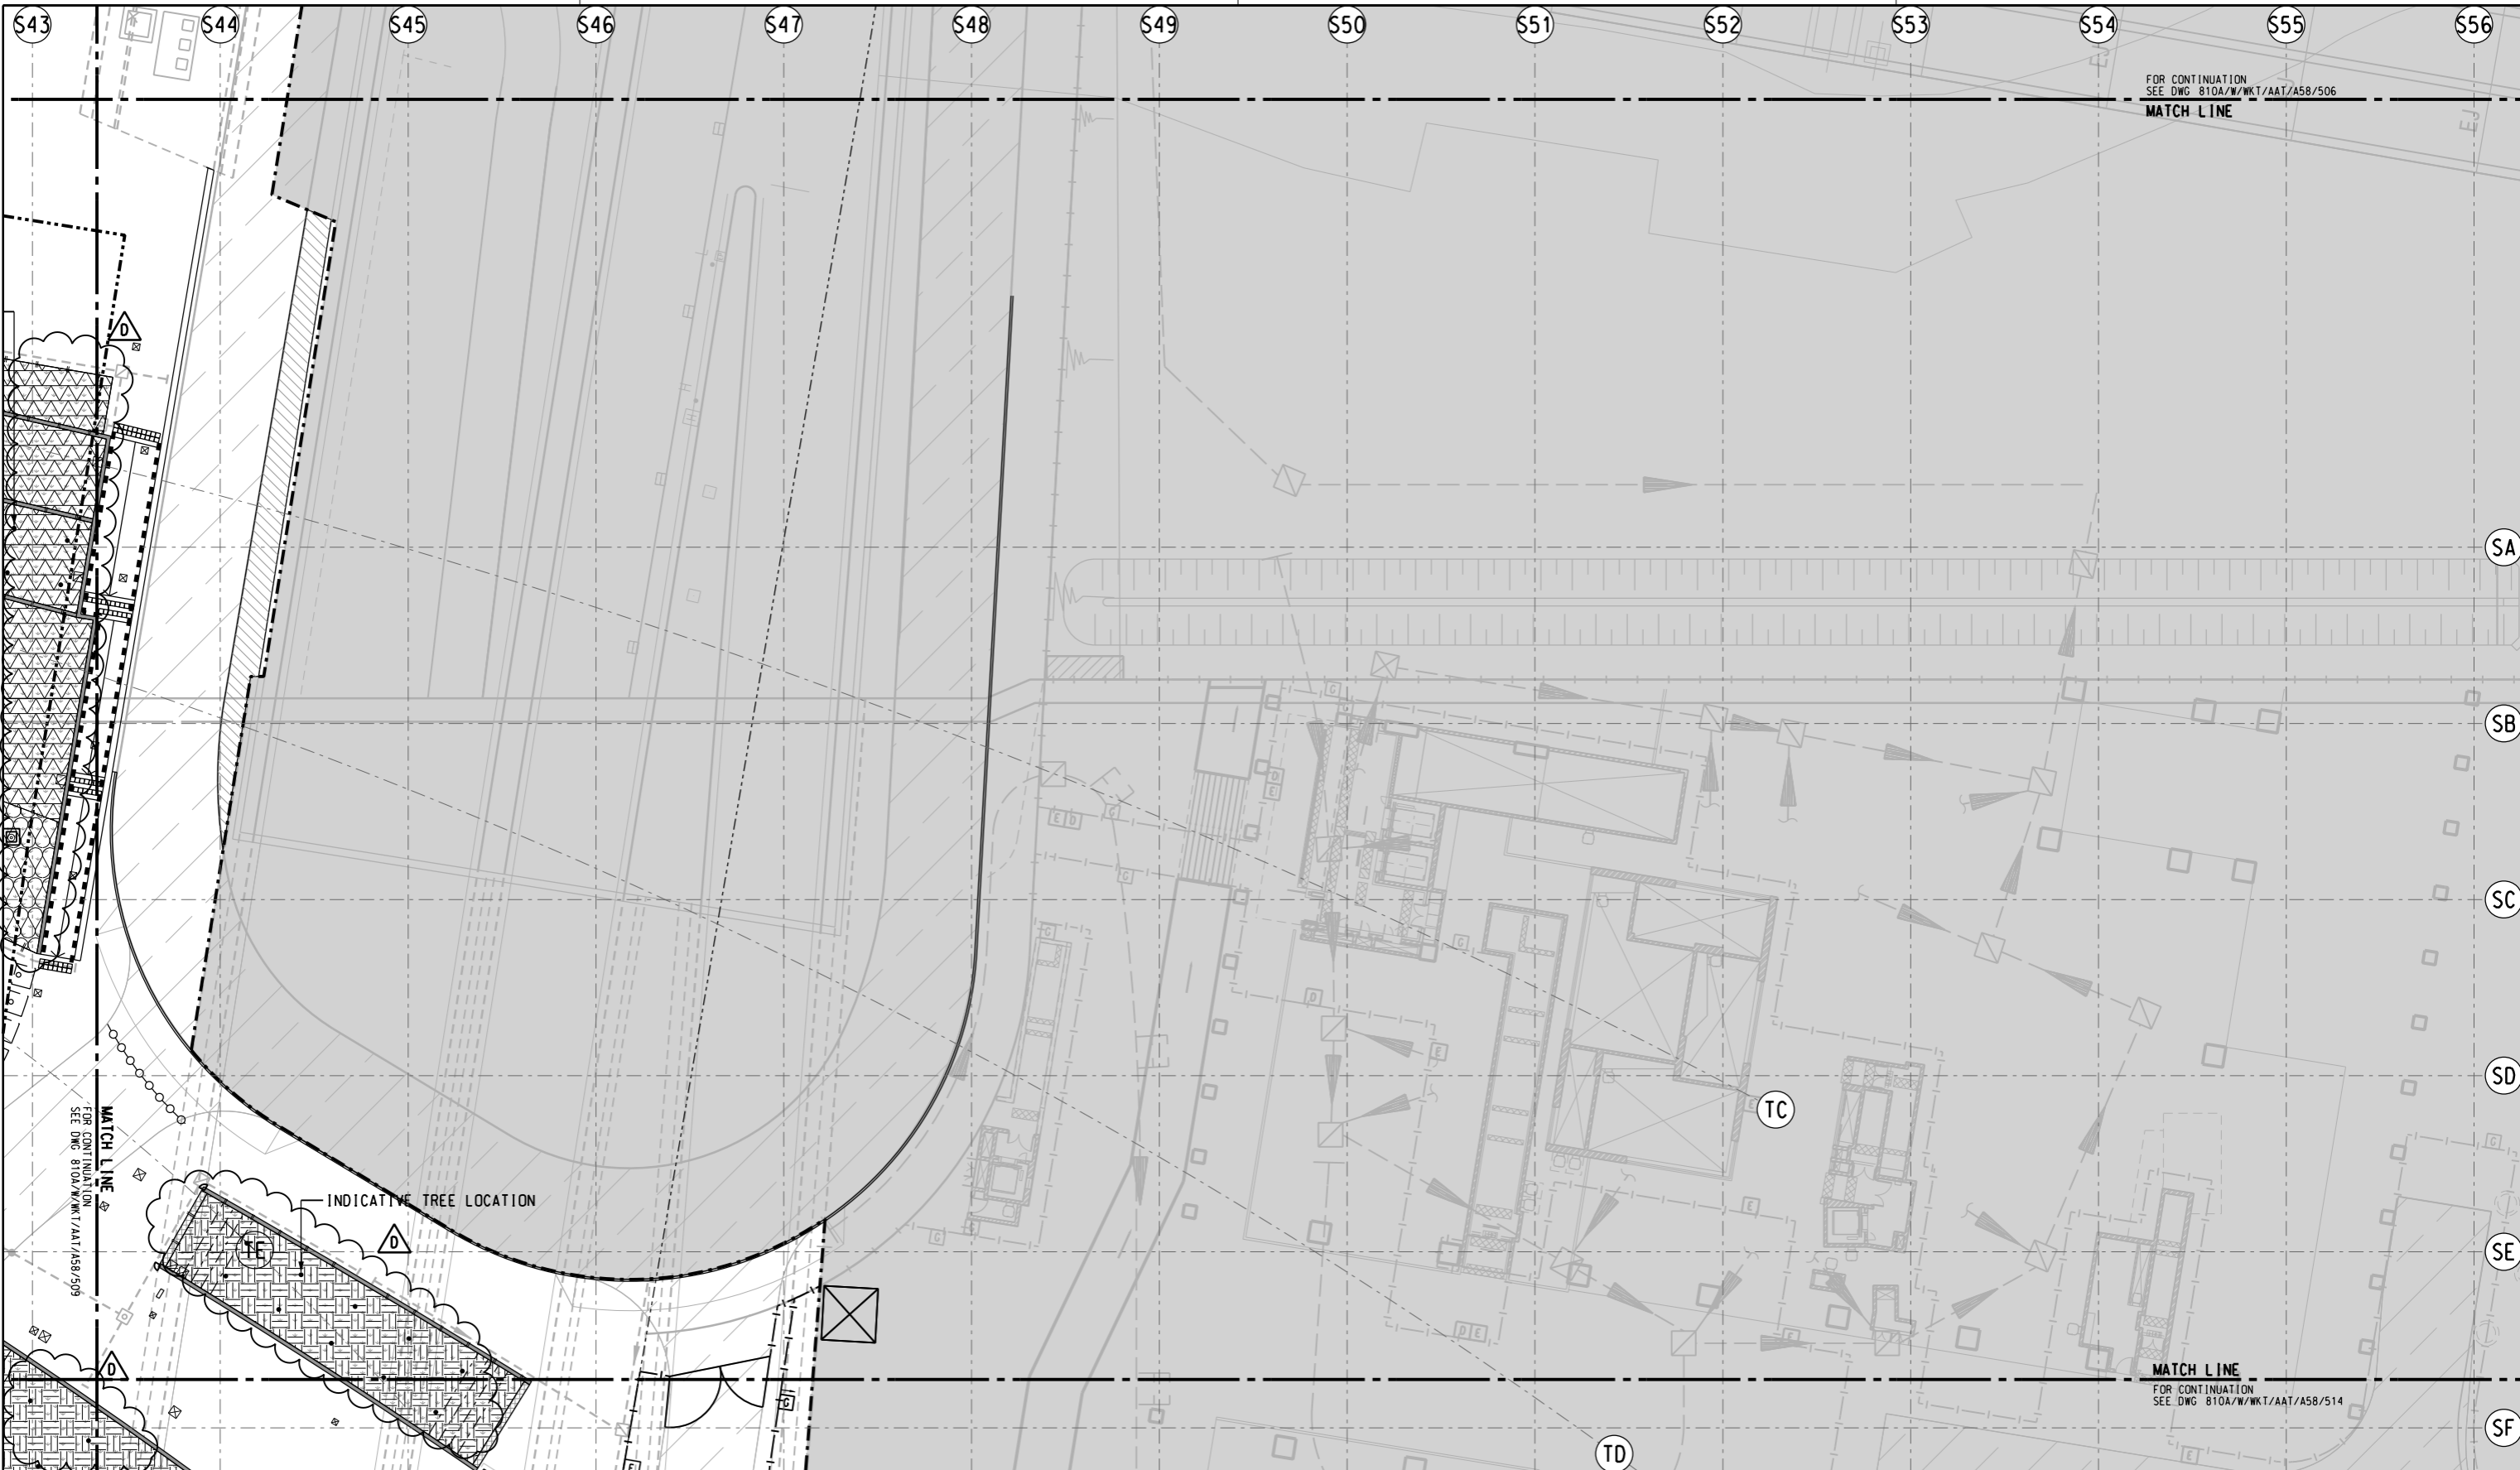 S43 S44 S45 S46 S47 S48 S49 S50 S51 S52 S53 S54 S55 S56
EJ
EJ
FOR CONTINUATION
SEE DWG 810A/W/WKT/AAT/A58/506
MATCH LINE
D
SA
G
SB
D
E
E D
G
G
SC
G
G
D
E
SD
TC
MATCH LINE
FOR CONTINUATION
SEE DWG 810A/W/WKT/AAT/A58/509
G
INDICATIVE TREE LOCATION
E
D
G
TE
SE
D E
D
MATCH LINE
FOR CONTINUATION
SEE DWG 810A/W/WKT/AAT/A58/514
G
SF
TD
E
E